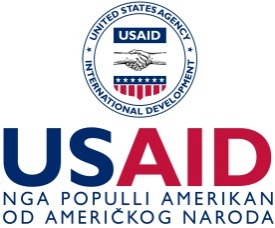 UNITED STATES AGENCY
USAID
INTERNATIONAL DEVELOPMENT
USAID
NGA POPULLI AMERIKAN
OD AMERIČKOG NARODA